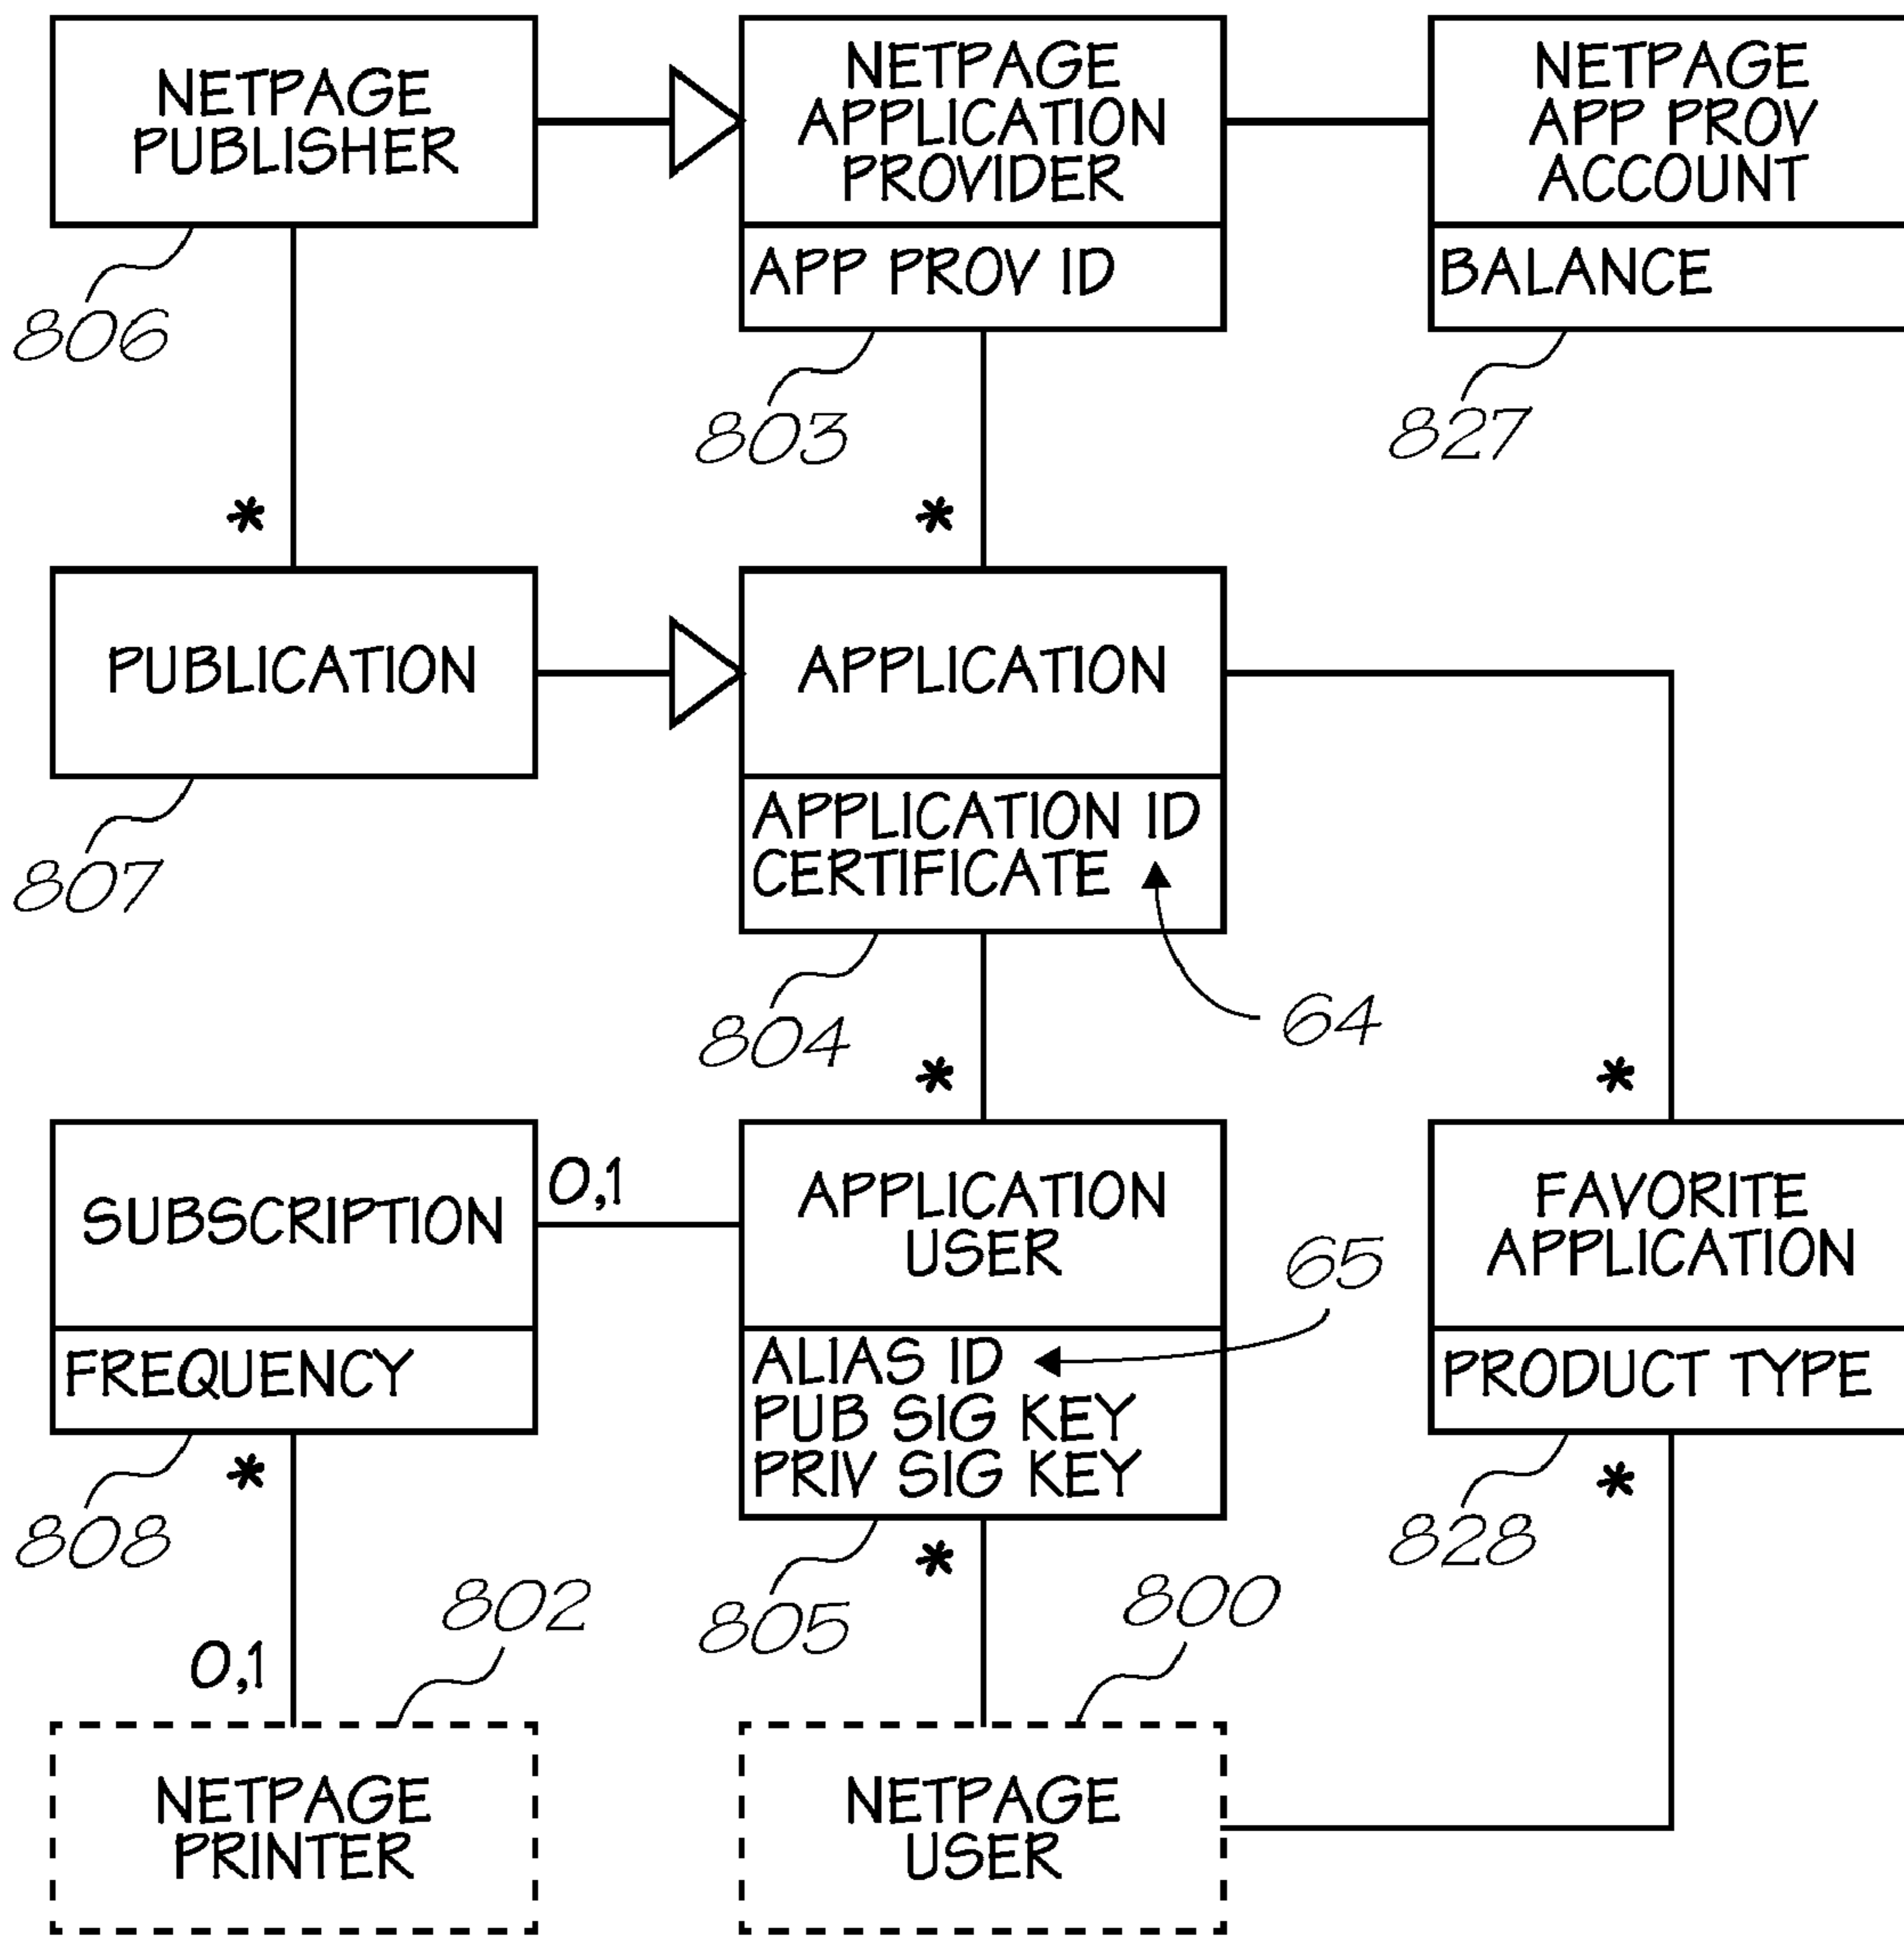 NETPAGE
PUBLISHER
806
NETPAGE
APPLICATION
PROVIDER
APP PROV ID
803
NETPAGE
APP PROV
ACCOUNT
BALANCE
827
*
*
PUBLICATION
807
APPLICATION
APPLICATION ID
CERTIFICATE
804
64
*
*
SUBSCRIPTION
FREQUENCY
808
0,1
APPLICATION
USER
ALIAS ID
PUB SIG KEY
PRIV SIG KEY
805
65
FAVORITE
APPLICATION
PRODUCT TYPE
828
*
*
*
0,1
802
800
NETPAGE
PRINTER
NETPAGE
USER